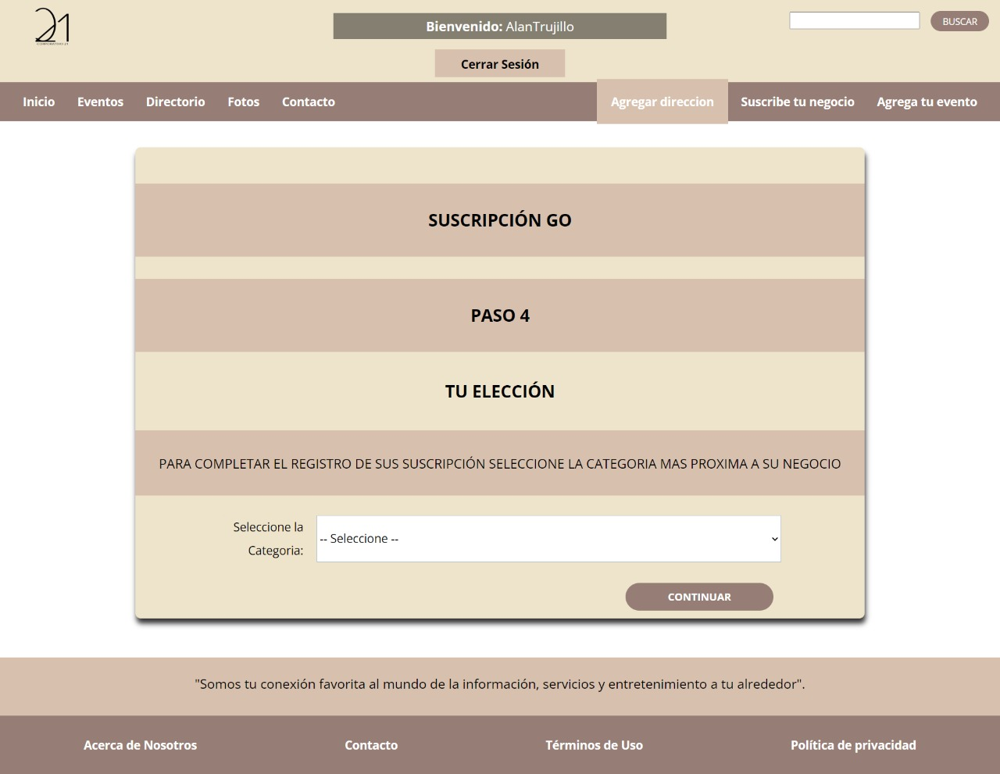 21
CORPORATIVO 21
Bienvenido: AlanTrujillo
BUSCAR
Cerrar Sesión
Inicio Eventos Directorio Fotos Contacto Agregar direccion Suscribe tu negocio Agrega tu evento
SUSCRIPCIÓN GO
PASO 4
TU ELECCIÓN
PARA COMPLETAR EL REGISTRO DE SUS SUSCRIPCIÓN SELECCIONE LA CATEGORIA MAS PROXIMA A SU NEGOCIO
Seleccione la
Categoria:
-- Seleccione --
CONTINUAR
"Somos tu conexión favorita al mundo de la información, servicios y entretenimiento a tu alrededor".
Acerca de Nosotros Contacto Términos de Uso Política de privacidad